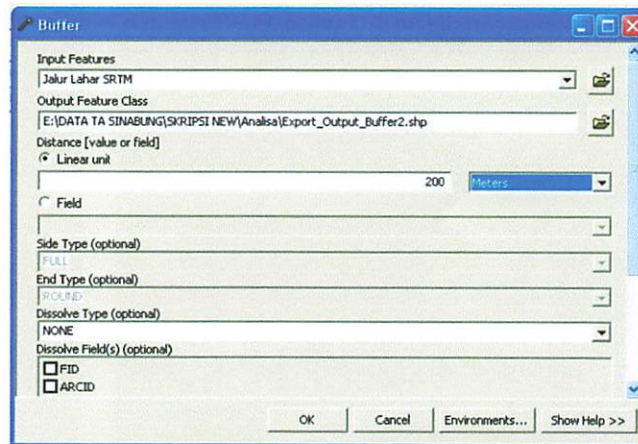 Buffer
Input Features
Jalur Lahar SRTM
Output Feature Class
E:\DATA TA SINABUNG\SKRIPSI NEW\Analisa\Export_Output_Buffer2.shp
Distance [value or field]
Linear unit
200 Meters
Field
Side Type (optional)
FULL
End Type (optional)
ROUND
Dissolve Type (optional)
NONE
Dissolve Field(s) (optional)
FID
ARCID
OK Cancel Environments... Show Help >>